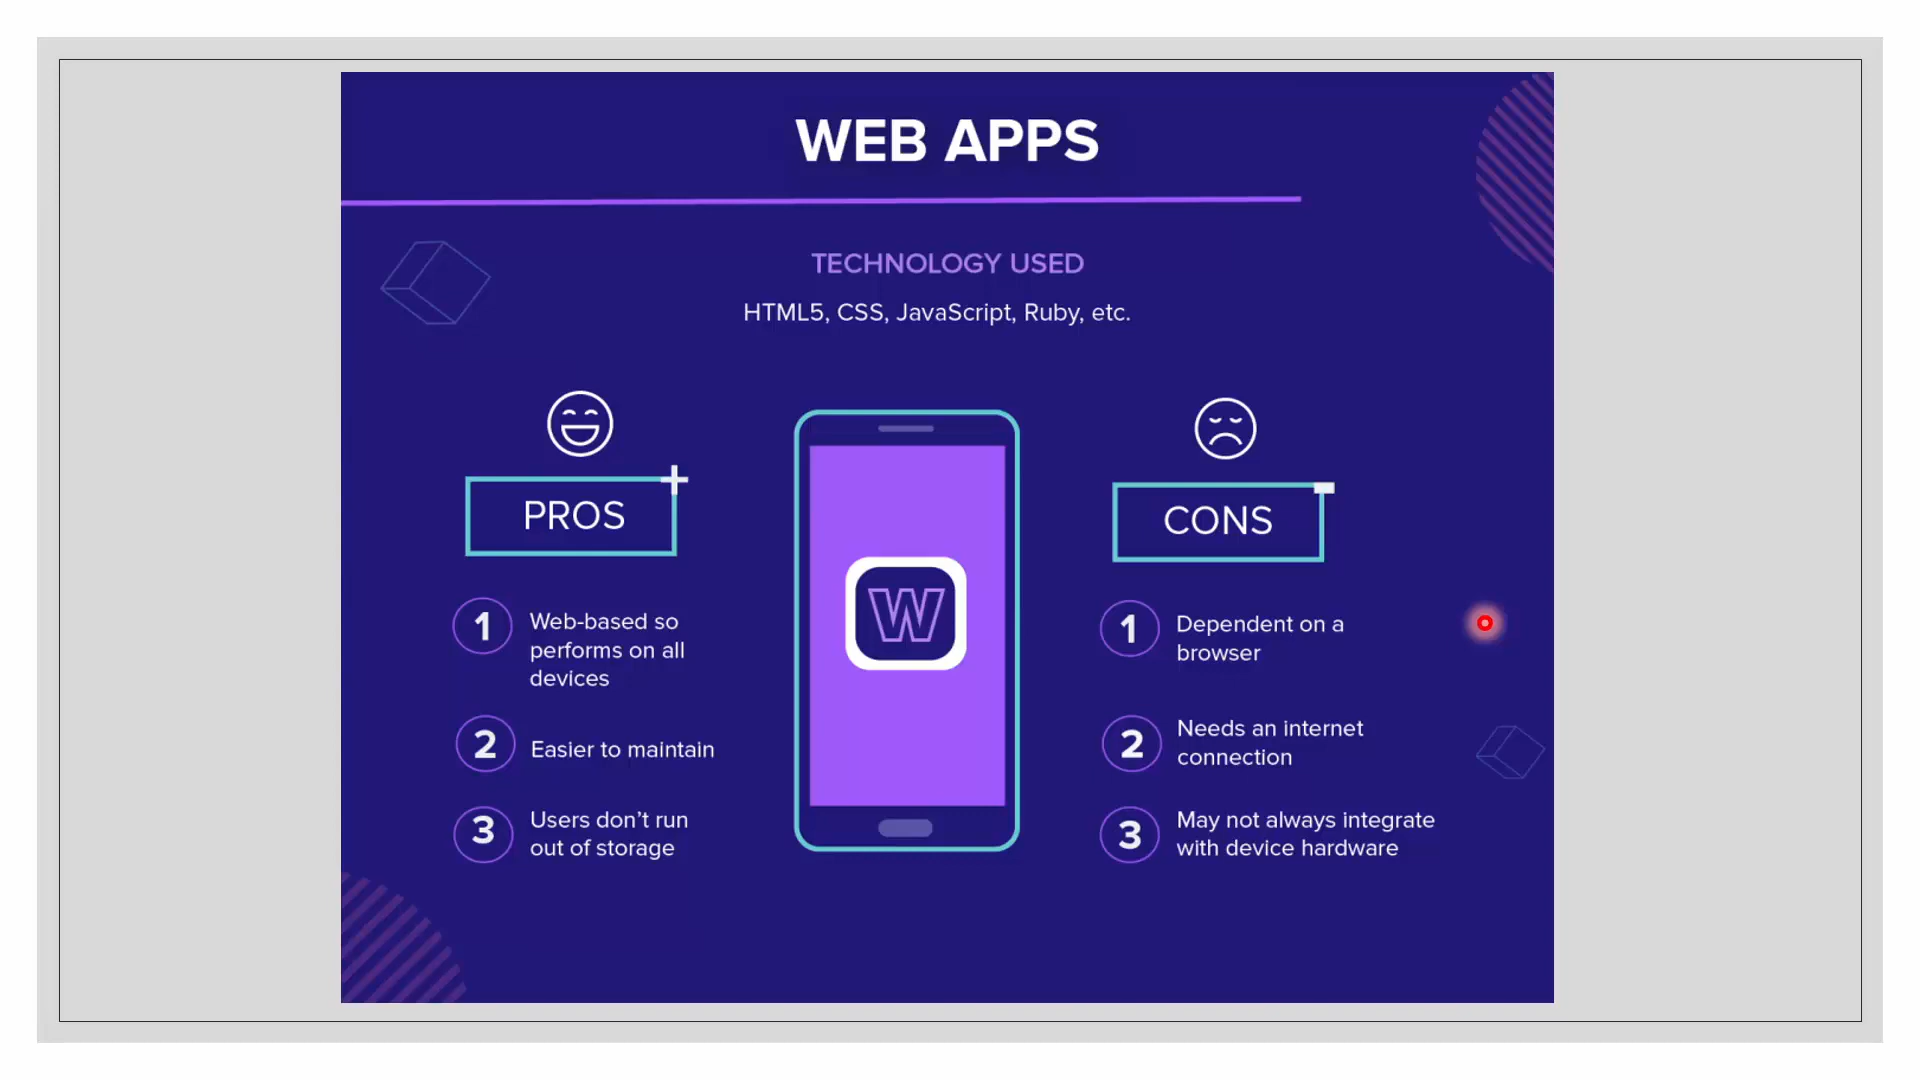 WEB APPS
TECHNOLOGY USED
HTML5, CSS, JavaScript, Ruby, etc.
PROS
1
Web-based so
performs on all
devices
2
Easier to maintain
3
Users don’t run
out of storage
W
CONS
1
Dependent on a
browser
2
Needs an internet
connection
3
May not always integrate
with device hardware